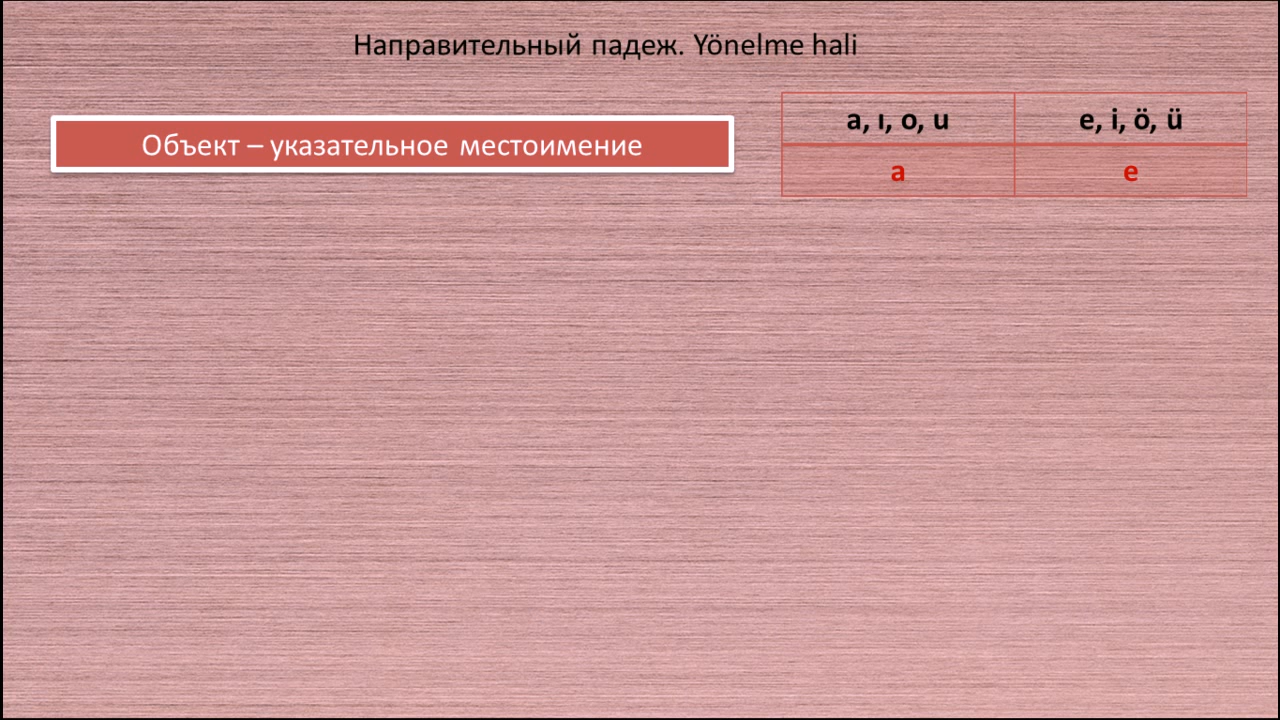 Направительный падеж. Yönelme hali
Объект – указательное местоимение
a, ı, o, u
e, i, ö, ü
a
e